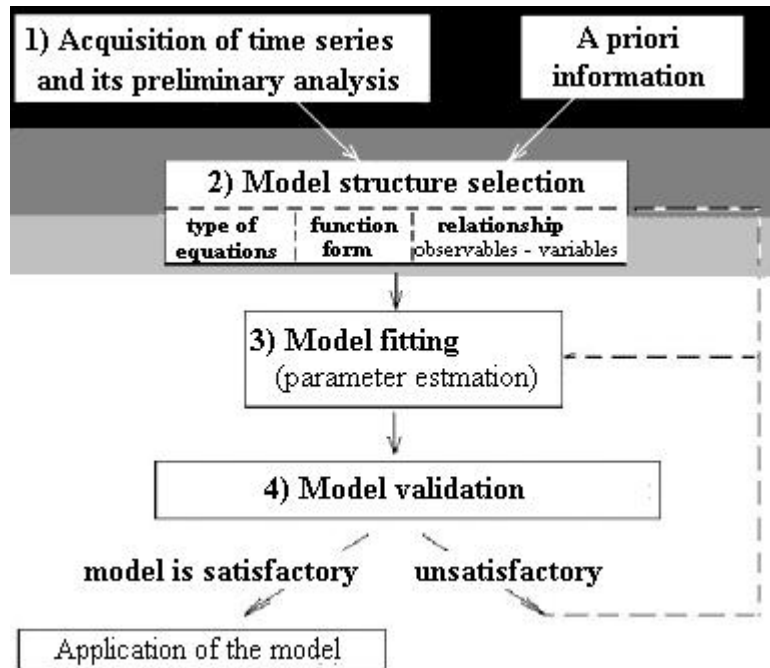 1) Acquisition of time series
and its preliminary analysis
A priori
information
2) Model structure selection
type of
equations
function
form
relationship
observables - variables
3) Model fitting
(parameter estmation)
4) Model validation
model is satisfactory
unsatisfactory
Application of the model